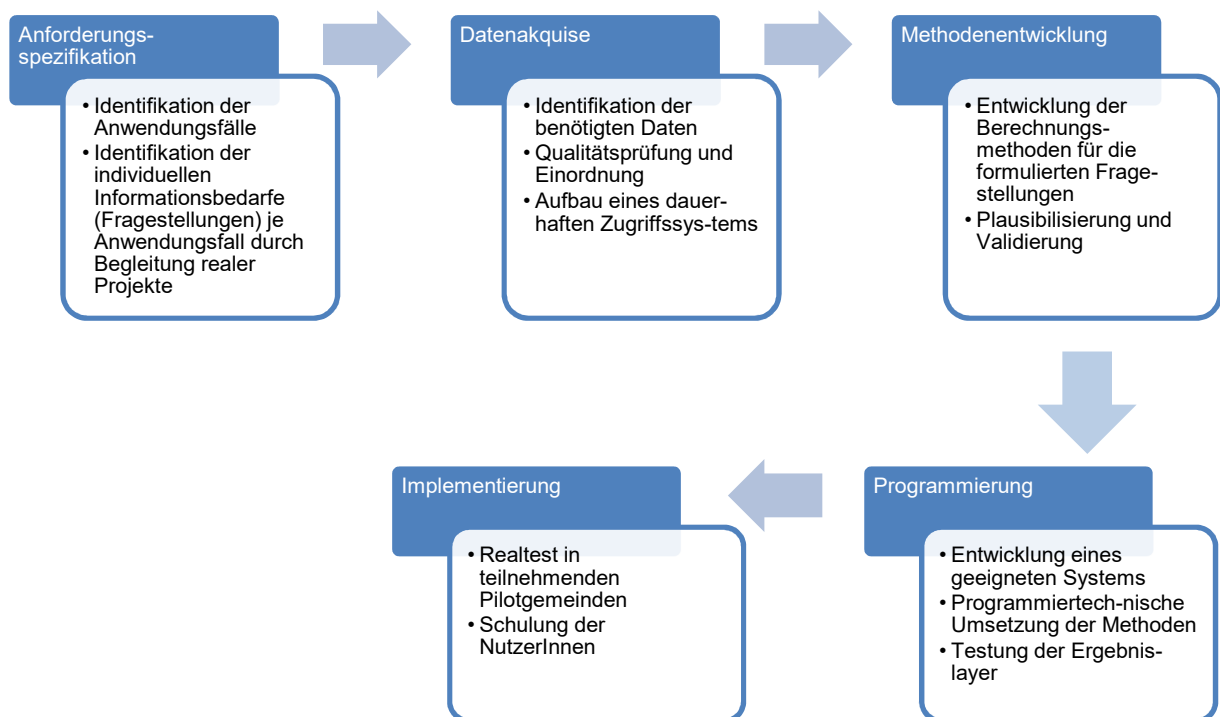 Anforderungs-
spezifikation
• Identifikation der
Anwendungsfälle
• Identifikation der
individuellen
Informationsbedarfe
(Fragestellungen) je
Anwendungsfall durch
Begleitung realer
Projekte
Datenakquise
• Identifikation der
benötigten Daten
• Qualitätsprüfung und
Einordnung
• Aufbau eines dauer-
haften Zugriffssys-tems
Methodenentwicklung
• Entwicklung der
Berechnungs-
methoden für die
formulierten Frage-
stellungen
• Plausibilisierung und
Validierung
Programmierung
• Entwicklung eines
geeigneten Systems
• Programmiertech-nische
Umsetzung der Methoden
• Testung der Ergebnis-
layer
Implementierung
• Realtest in
teilnehmenden
Pilotgemeinden
• Schulung der
NutzerInnen